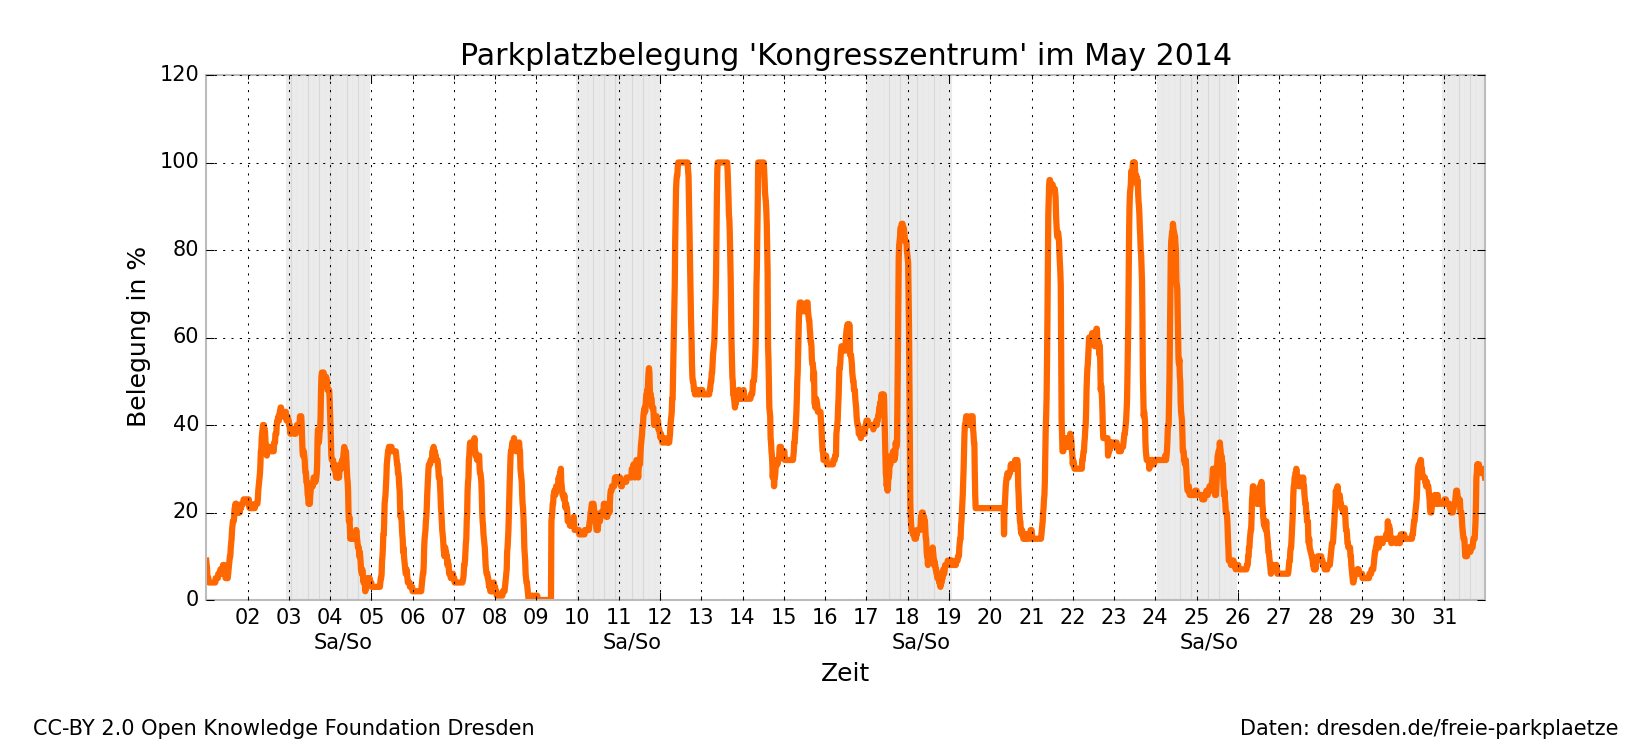 Parkplatzbelegung 'Kongresszentrum' im May 2014
120
100
80
60
40
20
0
Belegung in %
02 03 04 05 06 07 08 09 10 11 12 13 14 15 16 17 18 19 20 21 22 23 24 25 26 27 28 29 30 31
Sa/So Sa/So Sa/So Sa/So
Zeit
CC-BY 2.0 Open Knowledge Foundation Dresden
Daten: dresden.de/freie-parkplaetze